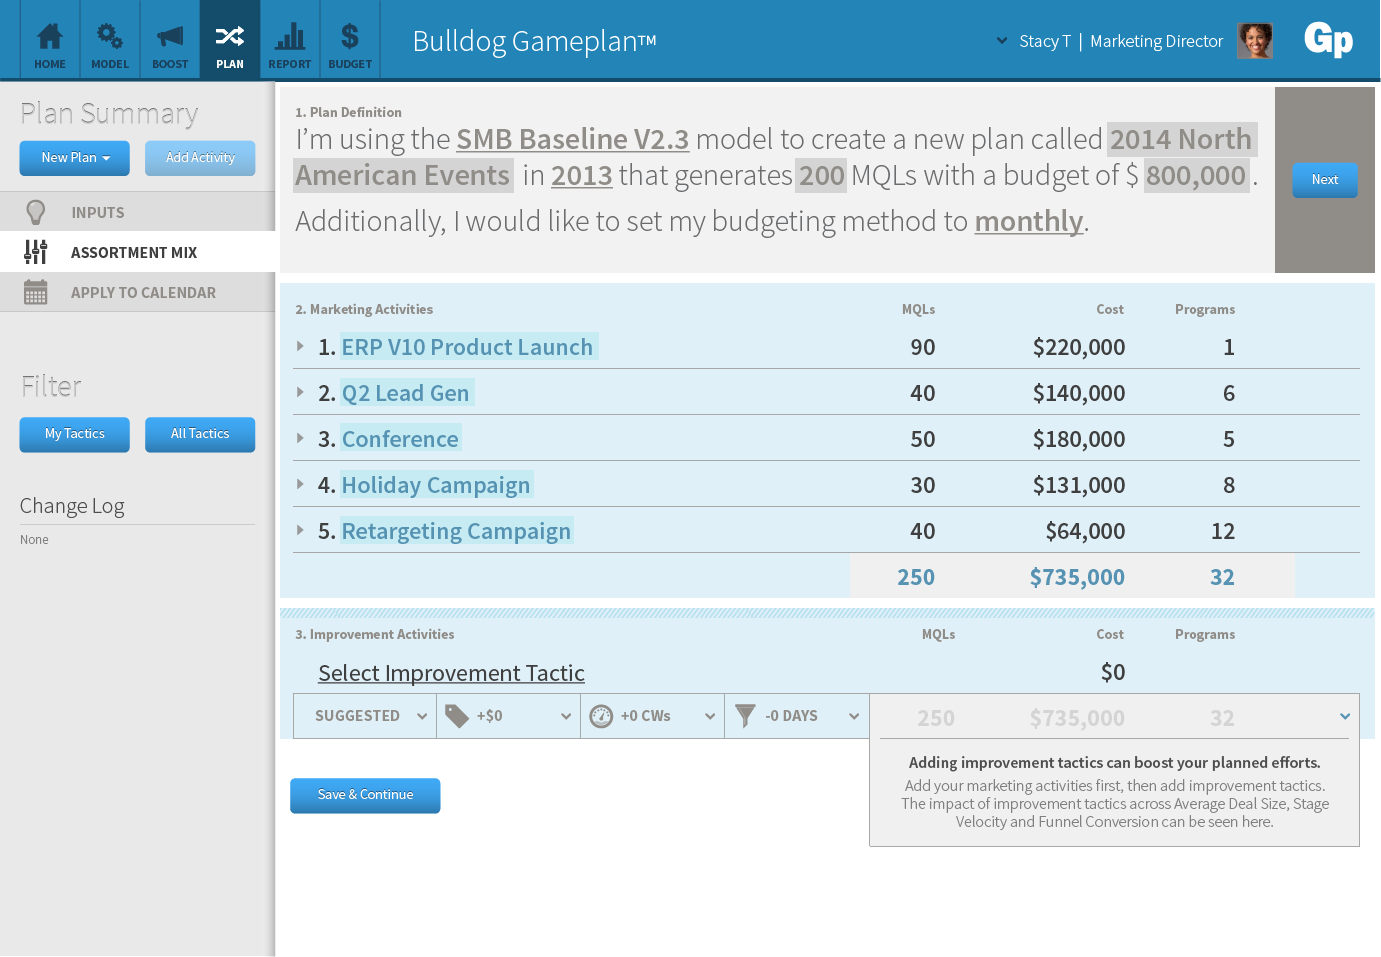 HOME MODEL BOOST PLAN REPORT BUDGET
Bulldog Gameplan™
Stacy T | Marketing Director
Gp
Plan Summary
New Plan Add Activity
INPUTS
ASSORTMENT MIX
APPLY TO CALENDAR
Filter
My Tactics All Tactics
Change Log
None
1. Plan Definition
I'm using the SMB Baseline V2.3 model to create a new plan called 2014 North
American Events in 2013 that generates 200 MQLs with a budget of $ 800,000 .
Additionally, I would like to set my budgeting method to monthly.
Next
2. Marketing Activities MQLs Cost Programs
1. ERP V10 Product Launch 90 $220,000 1
2. Q2 Lead Gen 40 $140,000 6
3. Conference 50 $180,000 5
4. Holiday Campaign 30 $131,000 8
5. Retargeting Campaign 40 $64,000 12
250 $735,000 32
3. Improvement Activities MQLs Cost Programs
Select Improvement Tactic $0
SUGGESTED +$0 +0 CWs -0 DAYS 250 $735,000 32
Adding improvement tactics can boost your planned efforts.
Add your marketing activities first, then add improvement tactics.
The impact of improvement tactics across Average Deal Size, Stage
Velocity and Funnel Conversion can be seen here.
Save & Continue